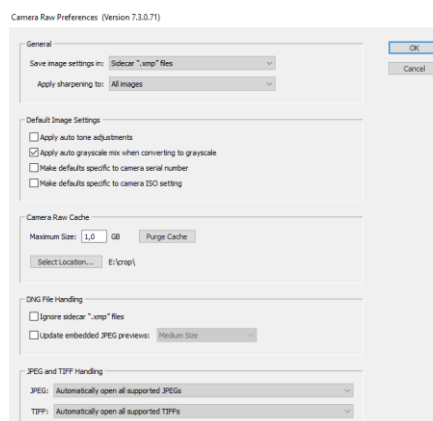 Camera Raw Preferences (Version 7.3.0.71)
General
Save image settings in: Sidecar ".xmp" files
Apply sharpening to: All images
OK
Cancel
Default Image Settings
Apply auto tone adjustments
Apply auto grayscale mix when converting to grayscale
Make defaults specific to camera serial number
Make defaults specific to camera ISO setting
Camera Raw Cache
Maximum Size: 1,0 GB Purge Cache
Select Location... E:\crop\
DNG File Handling
Ignore sidecar ".xmp" files
Update embedded JPEG previews: Medium Size
JPEG and TIFF Handling
JPEG: Automatically open all supported JPEGs
TIFF: Automatically open all supported TIFFs